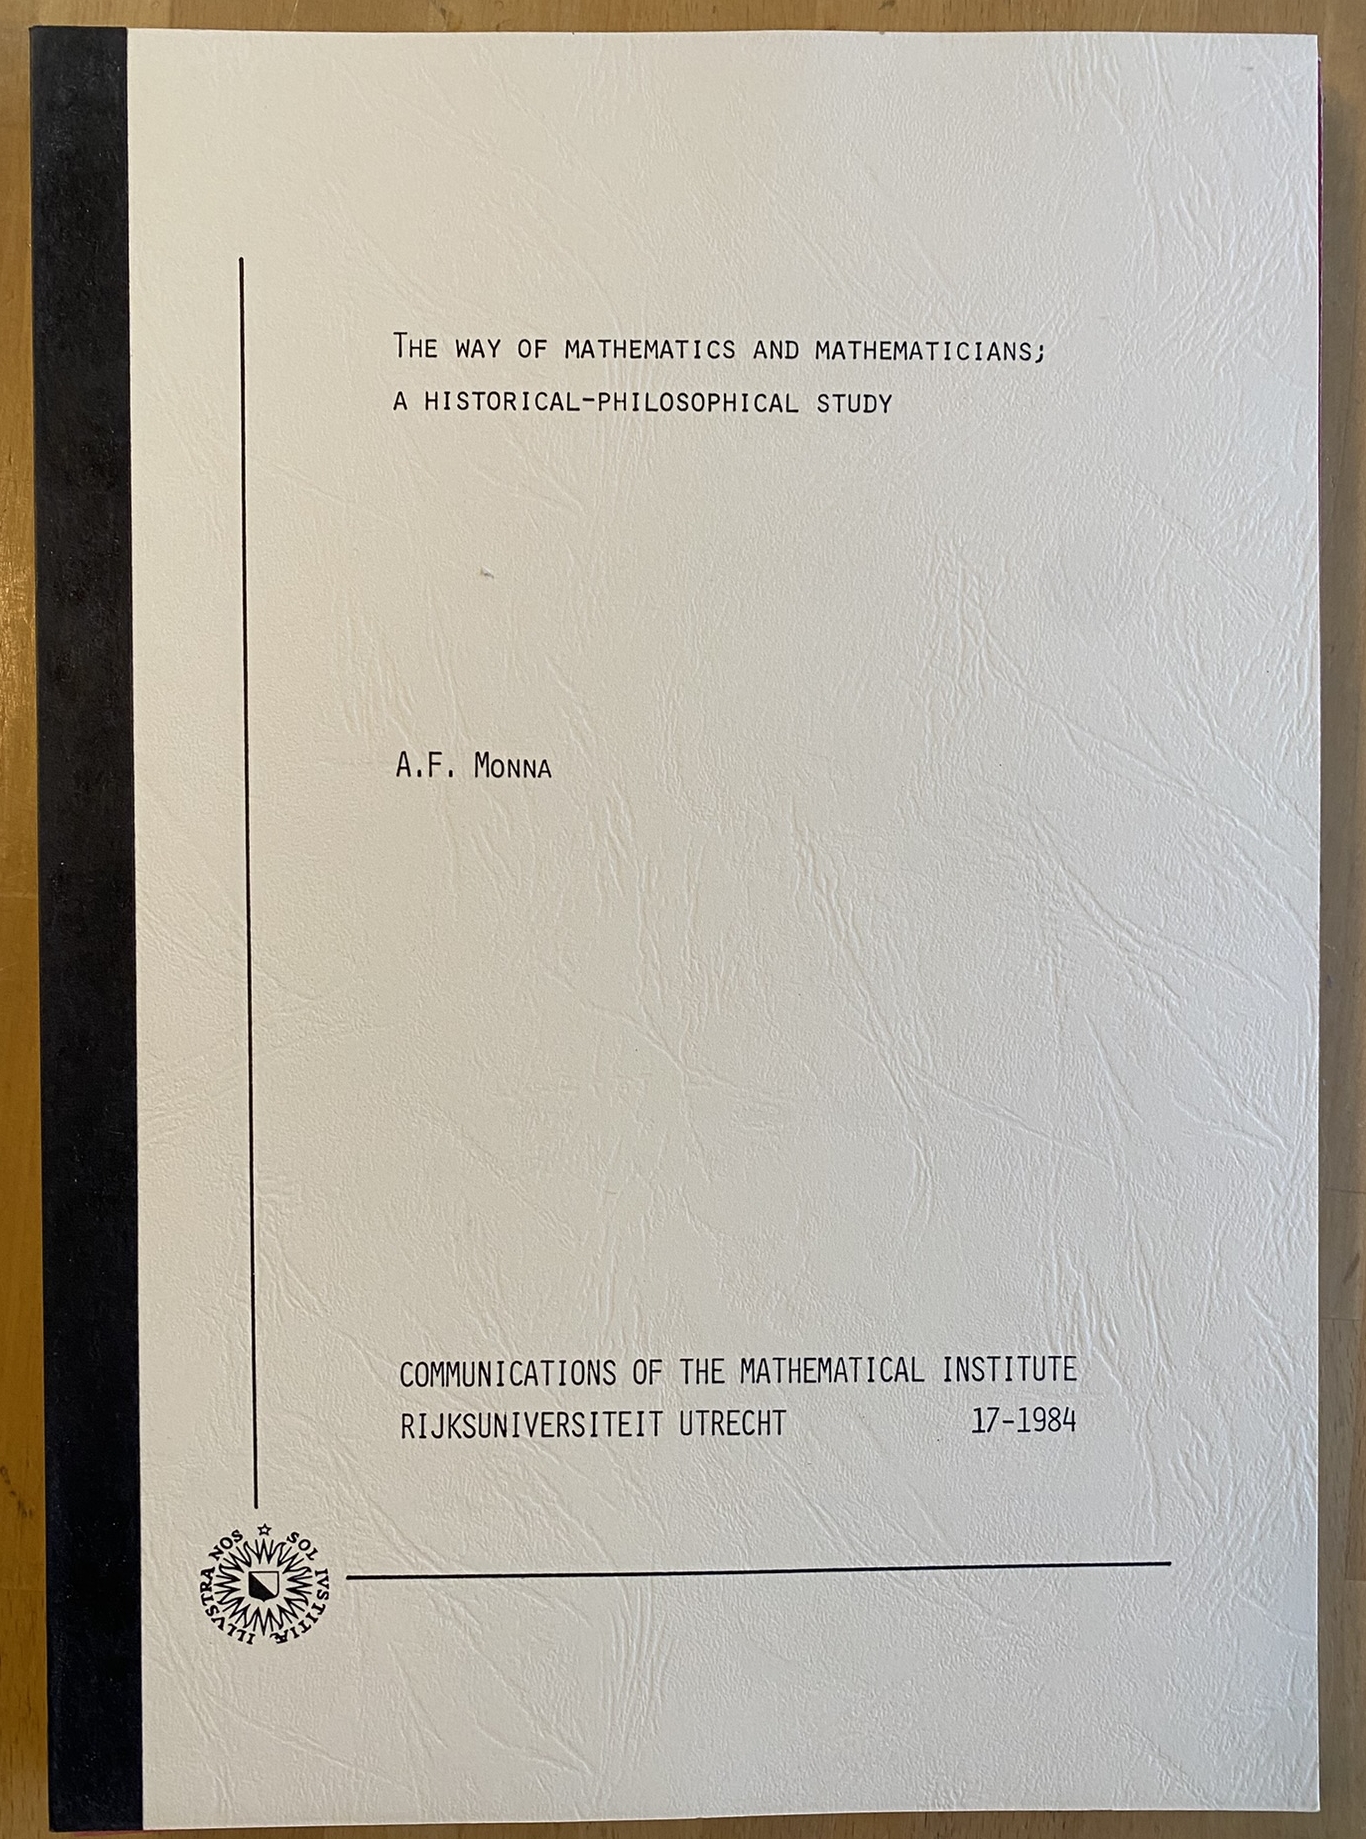 THE WAY OF MATHEMATICS AND MATHEMATICIANS;
A HISTORICAL-PHILOSOPHICAL STUDY
A.F. MONNA
COMMUNICATIONS OF THE MATHEMATICAL INSTITUTE
RIJKSUNIVERSITEIT UTRECHT 17-1984
SOL IVSTITIÆ ILLVSTRA NOS